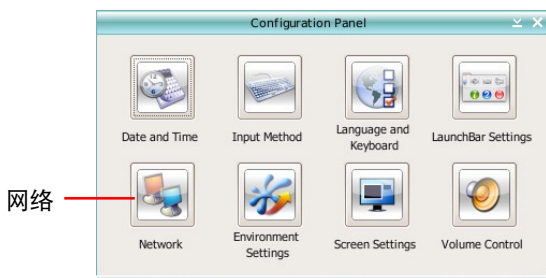 Configuration Panel
Date and Time
Input Method
Language and
Keyboard
LaunchBar Settings
网络
Network
Environment
Settings
Screen Settings
Volume Control